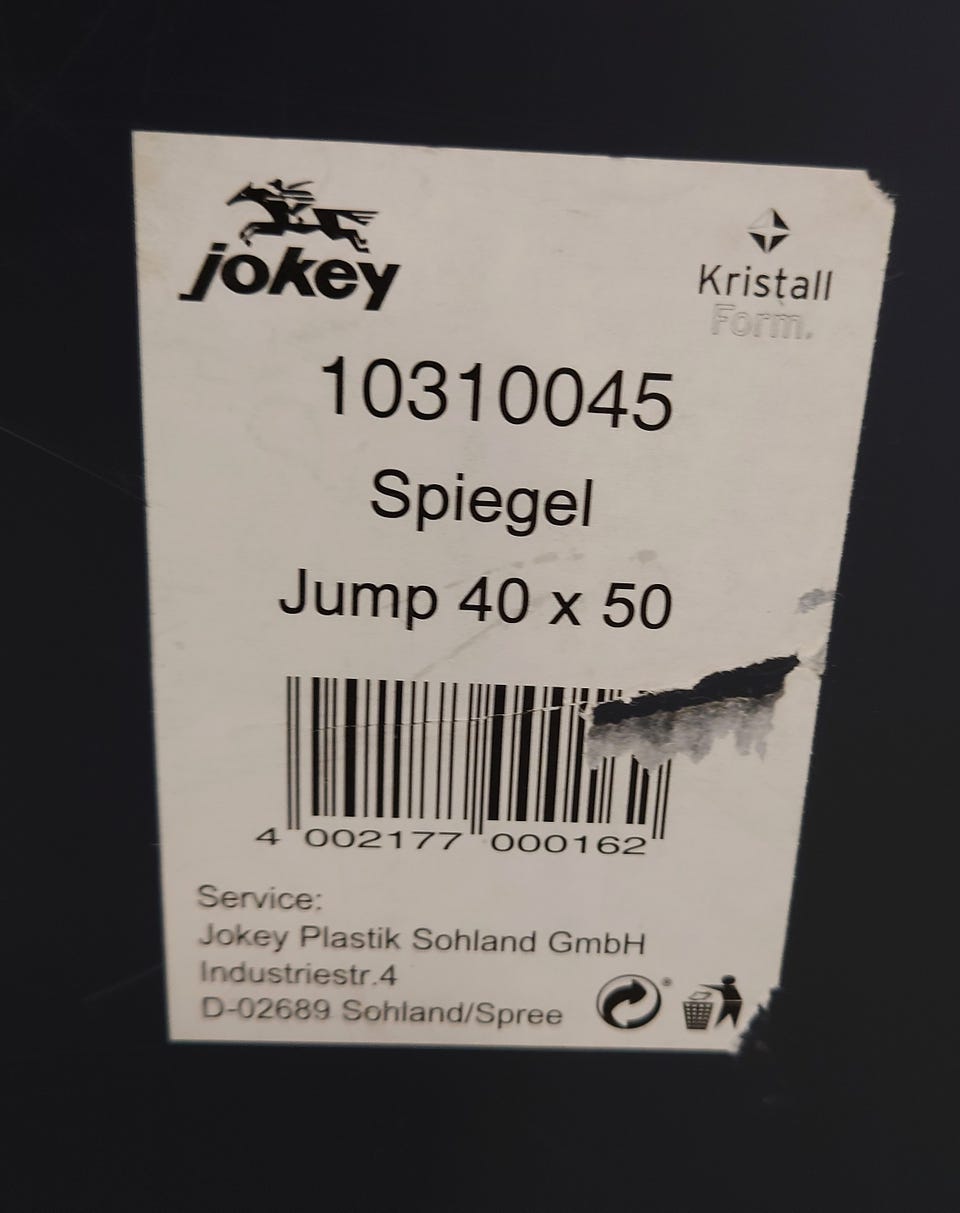 jokey
Kristall
Form.
10310045
Spiegel
Jump 40 x 50
4 002177 000162
Service:
Jokey Plastik Sohland GmbH
Industriestr.4
D-02689 Sohland/Spree
®